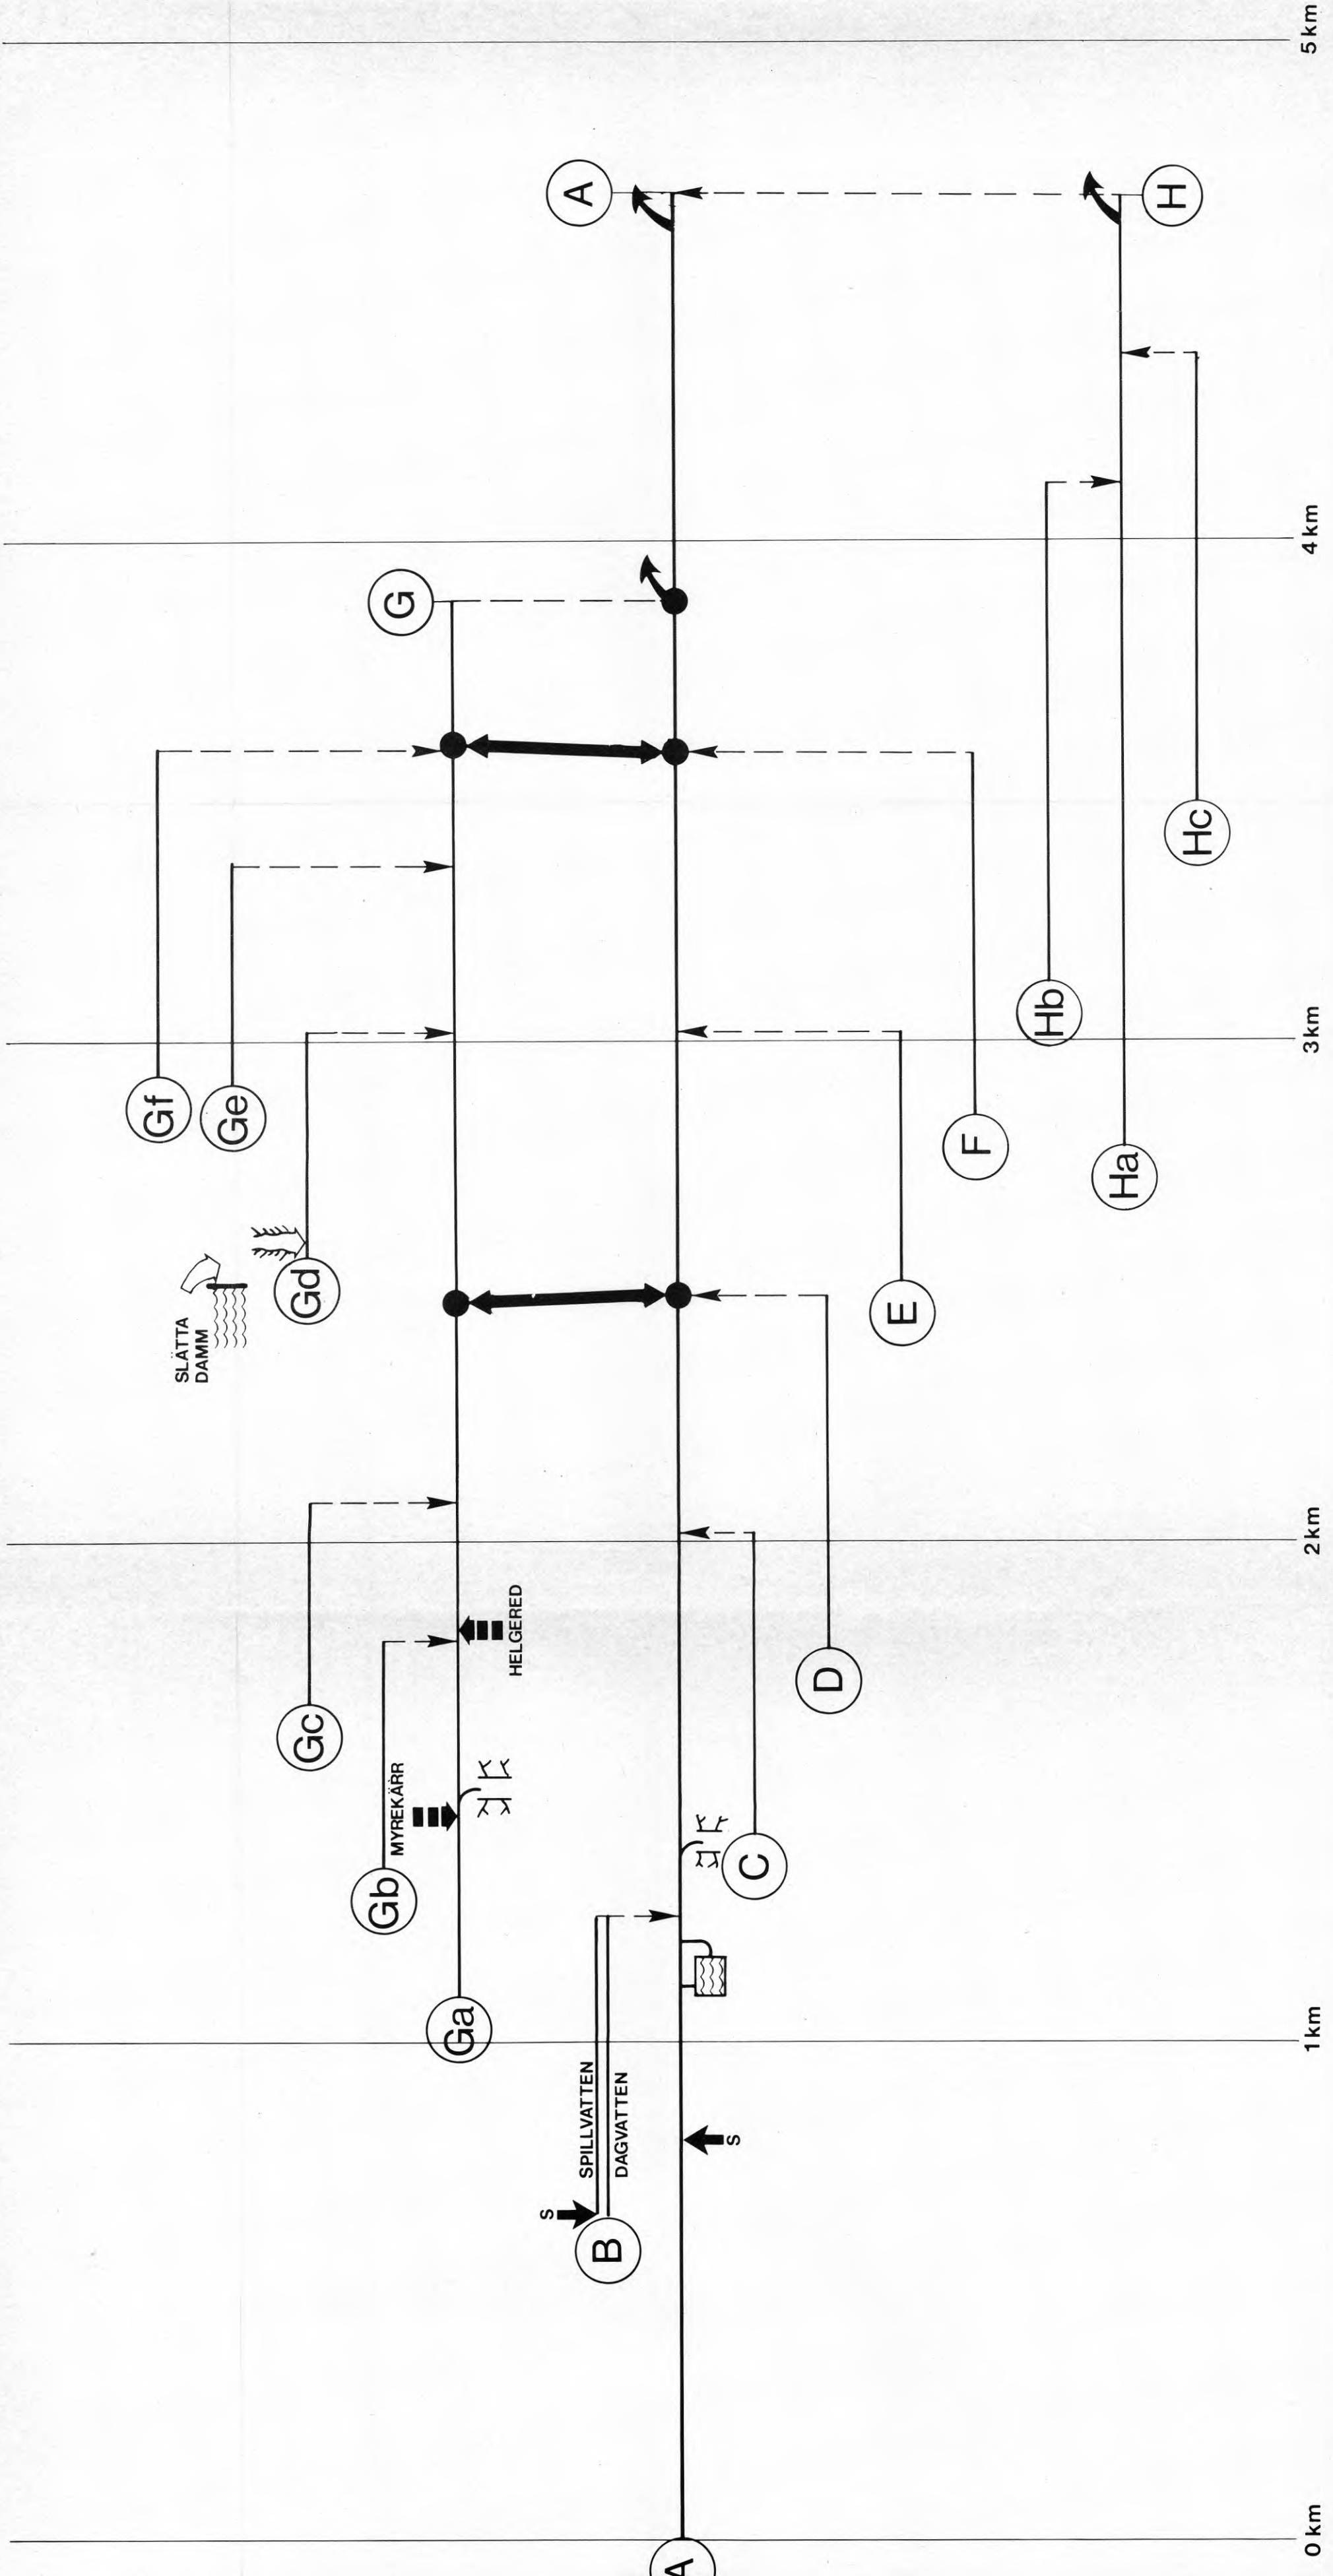 A
B
S
SPILLVATTEN
DAGVATTEN
S
Ga
Gb
MYREKÄRR
HELGERED
Gc
C
D
SLÄTTA
DAMM
Gd
Ge
Gf
E
F
Ha
Hb
Hc
G
A
H
0 km
1 km
2 km
3 km
4 km
5 km